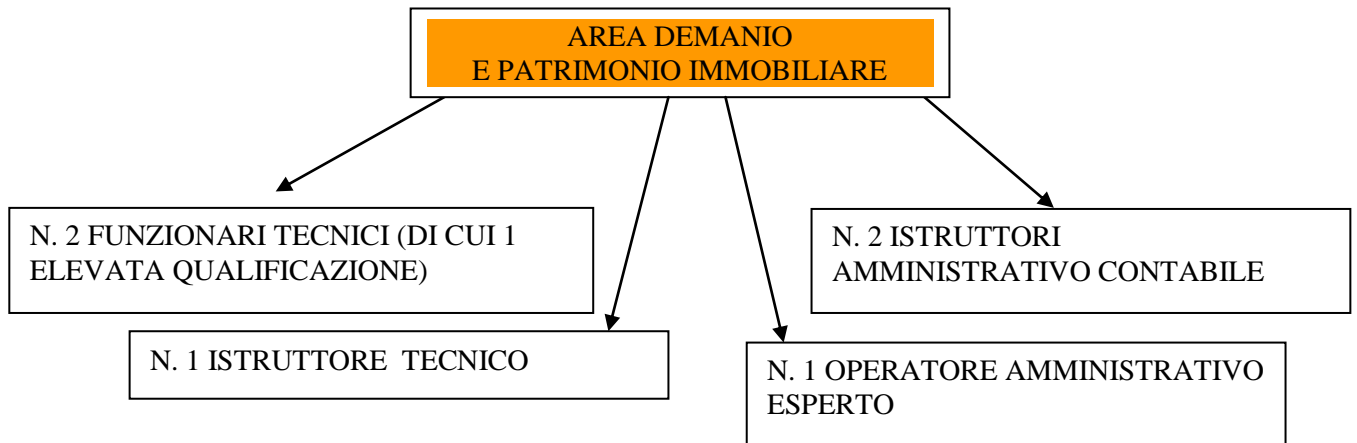 AREA DEMANIO
E PATRIMONIO IMMOBILIARE
N. 2 FUNZIONARI TECNICI (DI CUI 1
ELEVATA QUALIFICAZIONE)
N. 2 ISTRUTTORI
AMMINISTRATIVO CONTABILE
N. 1 ISTRUTTORE TECNICO
N. 1 OPERATORE AMMINISTRATIVO
ESPERTO